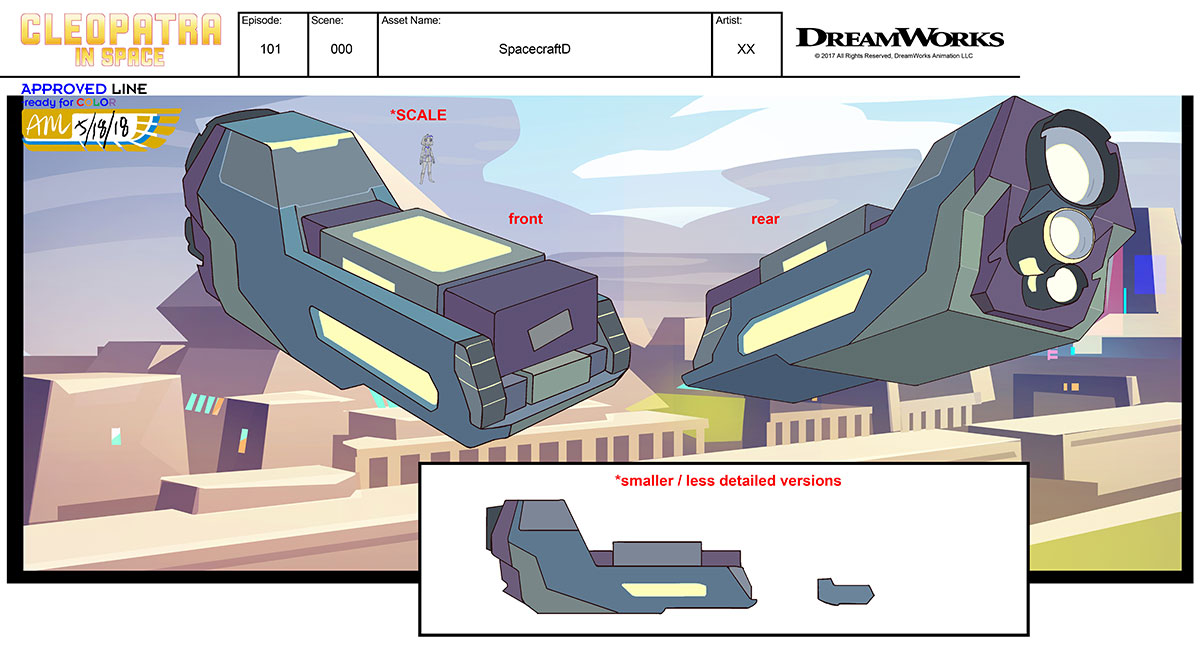 CLEOPATRA
IN SPACE
Episode:
101
Scene:
000
Asset Name:
SpacecraftD
Artist:
XX
DREAMWORKS
© 2017 All Rights Reserved, DreamWorks Animation LLC
APPROVED LINE
ready for COLOR
AM 5/18/18
*SCALE
front
rear
*smaller / less detailed versions